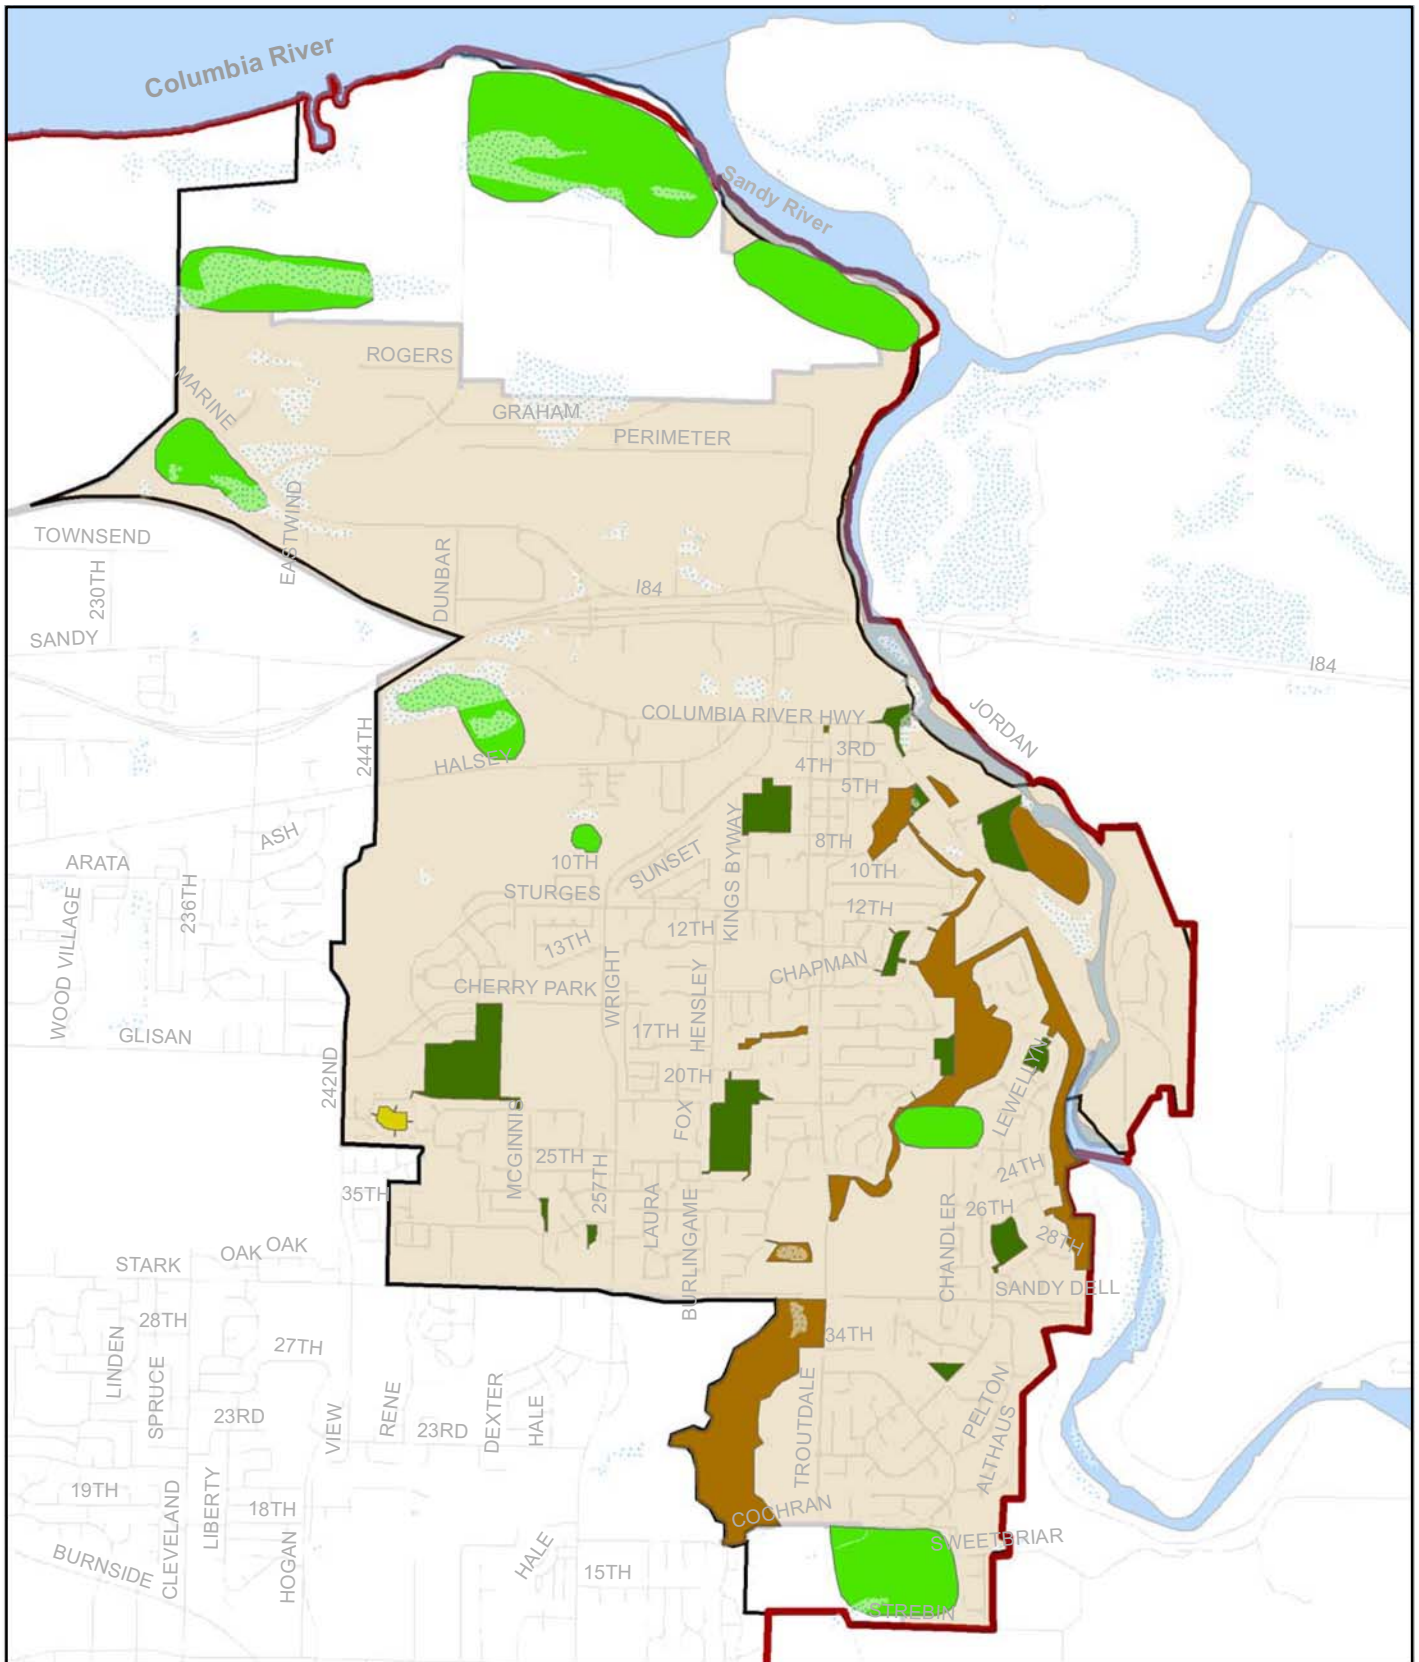 Columbia River
Sandy River
ROGERS
MARINE
GRAHAM
PERIMETER
TOWNSEND
EASTWIND
DUNBAR
230TH
I84
SANDY
I84
JORDAN
COLUMBIA RIVER HWY
244TH
3RD
HALSEY
4TH
5TH
ASH
8TH
KINGS BYWAY
10TH
SUNSET
ARATA
10TH
STURGES
236TH
12TH
WOOD VILLAGE
12TH
13TH
CHAPMAN
CHERRY PARK
WRIGHT
HENSLEY
17TH
GLISAN
242ND
20TH
LLEWELLYN
FOX
MCGINNIS
25TH
24TH
257TH
35TH
LAURA
BURLINGAME
26TH
CHANDLER
28TH
OAK
OAK
STARK
SANDY DELL
28TH
34TH
27TH
LINDEN
SPRUCE
TROUTDALE
PELTON
23RD
VIEW
RENE
23RD
DEXTER
HALE
ALTHAUS
19TH
CLEVELAND
LIBERTY
18TH
COCHRAN
SWEETBRIAR
HOGAN
HALE
BURNSIDE
15TH
STREBIN